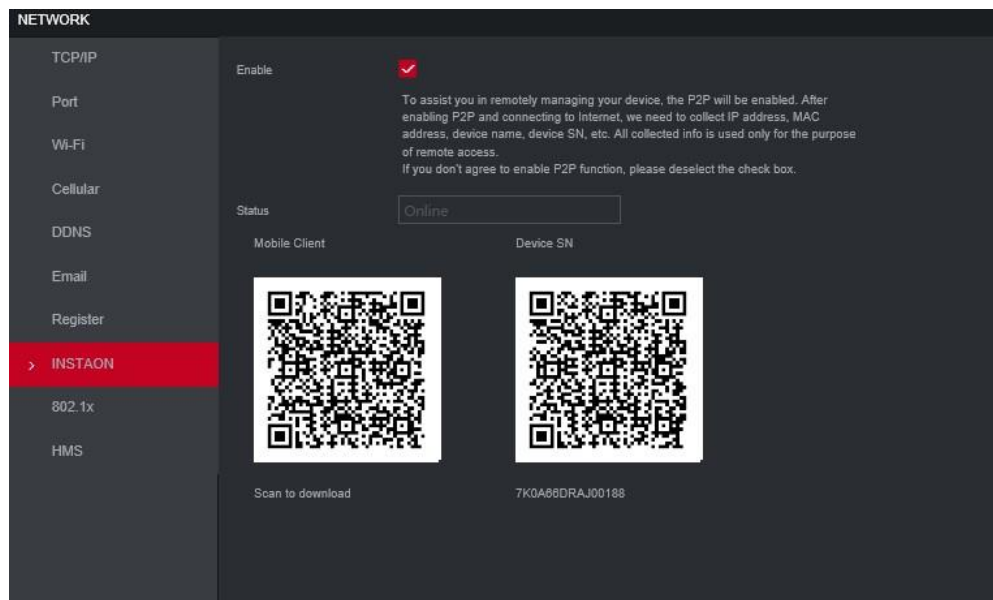 NETWORK
TCP/IP
Port
Wi-Fi
Cellular
DDNS
Email
Register
INSTAON
802.1x
HMS
Enable
To assist you in remotely managing your device, the P2P will be enabled. After
enabling P2P and connecting to Internet, we need to collect IP address, MAC
address, device name, device SN, etc. All collected info is used only for the purpose
of remote access.
If you don't agree to enable P2P function, please deselect the check box.
Status
Online
Mobile Client
Device SN
Scan to download
7K0A66DRAJ00188